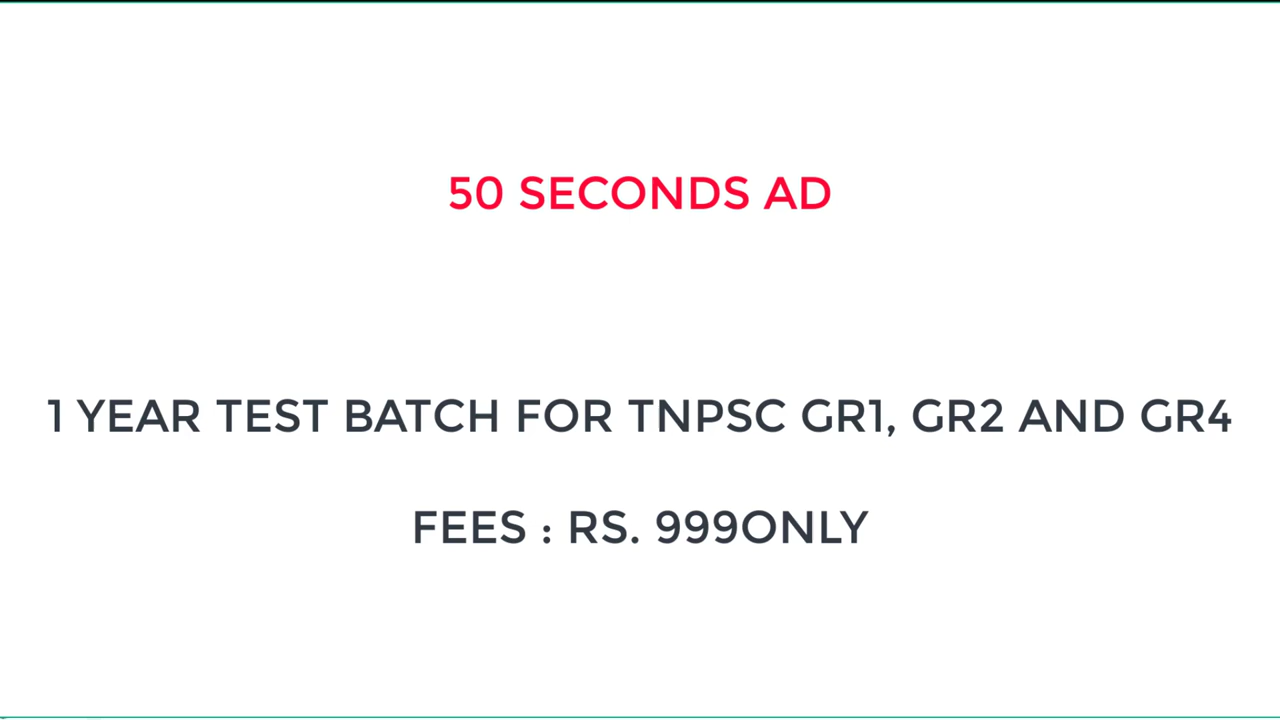 50 SECONDS AD
1 YEAR TEST BATCH FOR TNPSC GR1, GR2 AND GR4
FEES : RS. 999ONLY